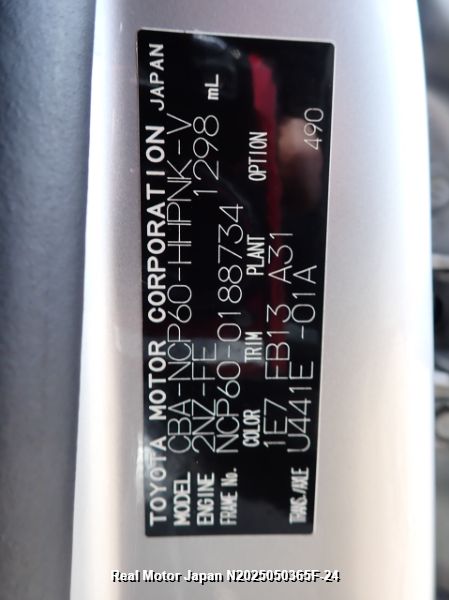 TOYOTA MOTOR CORPORATION JAPAN
MODEL CBA-NCP60-HHPNK-V
ENGINE 2NZ-FE 1298 mL
FRAME No. NCP60-0188734
COLOR TRIM PLANT OPTION
1E7 FB13 A31 490
TRANS./AXLE U441E -01A
Real Motor Japan N2025050365F-24